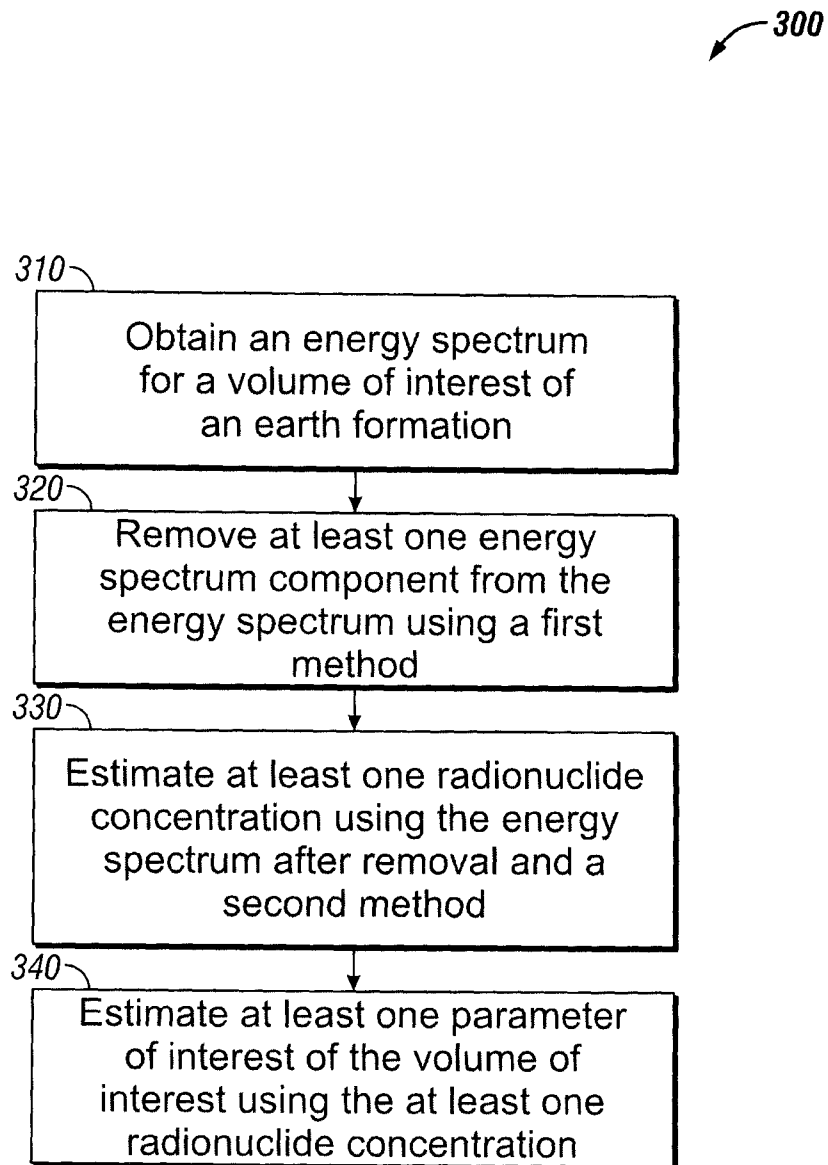 300
310
Obtain an energy spectrum
for a volume of interest of
an earth formation
320
Remove at least one energy
spectrum component from the
energy spectrum using a first
method
330
Estimate at least one radionuclide
concentration using the energy
spectrum after removal and a
second method
340
Estimate at least one parameter
of interest of the volume of
interest using the at least one
radionuclide concentration